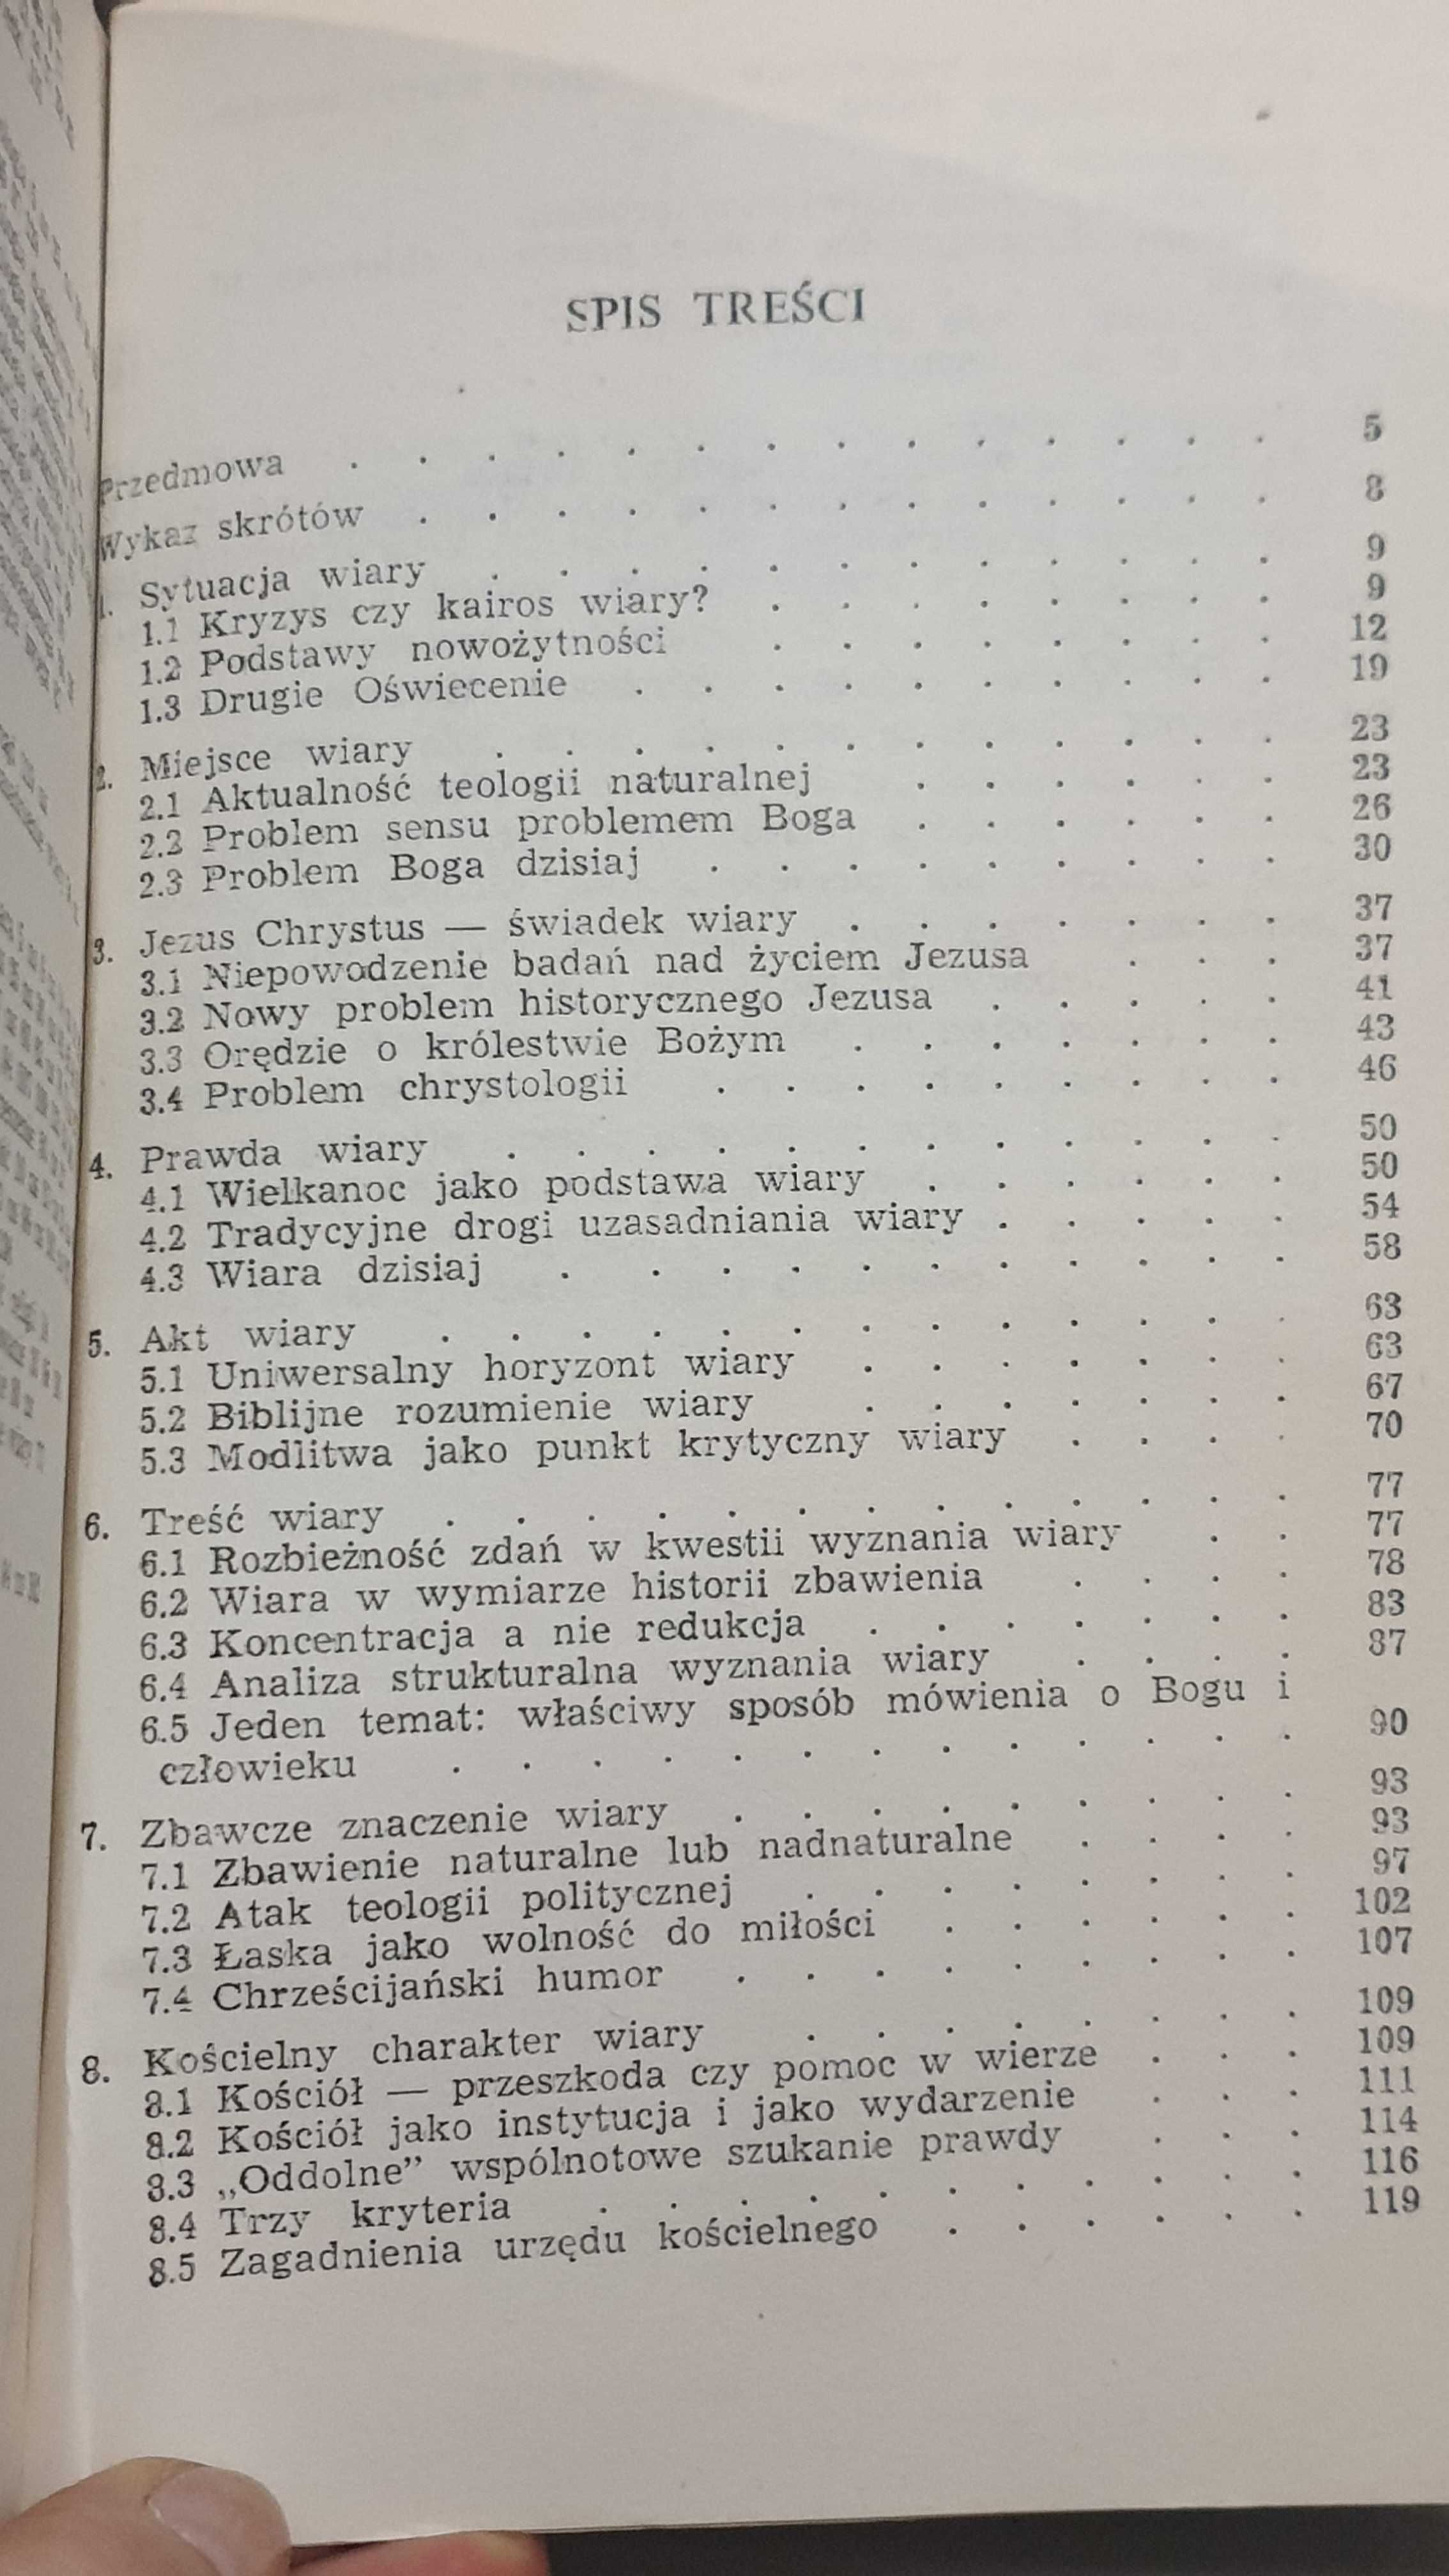 SPIS TREŚCI
Przedmowa . . . . . . . . . . . . . . 5
Wykaz skrótów . . . . . . . . . . . . . 8
1. Sytuacja wiary . . . . . . . . . . . . 9
1.1 Kryzys czy kairos wiary? . . . . . . . . 9
1.2 Podstawy nowożytności . . . . . . . . 12
1.3 Drugie Oświecenie . . . . . . . . . . 19
2. Miejsce wiary . . . . . . . . . . . . 23
2.1 Aktualność teologii naturalnej . . . . . . 23
2.2 Problem sensu problemem Boga . . . . . . 26
2.3 Problem Boga dzisiaj . . . . . . . . . 30
3. Jezus Chrystus — świadek wiary . . . . . . . 37
3.1 Niepowodzenie badań nad życiem Jezusa . . . 37
3.2 Nowy problem historycznego Jezusa . . . . . 41
3.3 Orędzie o królestwie Bożym . . . . . . . 43
3.4 Problem chrystologii . . . . . . . . . 46
4. Prawda wiary . . . . . . . . . . . . 50
4.1 Wielkanoc jako podstawa wiary . . . . . . 50
4.2 Tradycyjne drogi uzasadniania wiary . . . . . 54
4.3 Wiara dzisiaj . . . . . . . . . . . 58
5. Akt wiary . . . . . . . . . . . . . 63
5.1 Uniwersalny horyzont wiary . . . . . . . 63
5.2 Biblijne rozumienie wiary . . . . . . . 67
5.3 Modlitwa jako punkt krytyczny wiary . . . . 70
6. Treść wiary . . . . . . . . . . . . . 77
6.1 Rozbieżność zdań w kwestii wyznania wiary . . 77
6.2 Wiara w wymiarze historii zbawienia . . . . 78
6.3 Koncentracja a nie redukcja . . . . . . . 83
6.4 Analiza strukturalna wyznania wiary . . . . 87
6.5 Jeden temat: właściwy sposób mówienia o Bogu i
człowieku . . . . . . . . . . . . . 90
7. Zbawcze znaczenie wiary . . . . . . . . . 93
7.1 Zbawienie naturalne lub nadnaturalne . . . . 93
7.2 Atak teologii politycznej . . . . . . . . 97
7.3 Łaska jako wolność do miłości . . . . . . 102
7.4 Chrześcijański humor . . . . . . . . . 107
8. Kościelny charakter wiary . . . . . . . . 109
8.1 Kościół — przeszkoda czy pomoc w wierze . . . 109
8.2 Kościół jako instytucja i jako wydarzenie . . . 111
8.3 „Oddolne” wspólnotowe szukanie prawdy . . . 114
8.4 Trzy kryteria . . . . . . . . . . . 116
8.5 Zagadnienia urzędu kościelnego . . . . . . 119